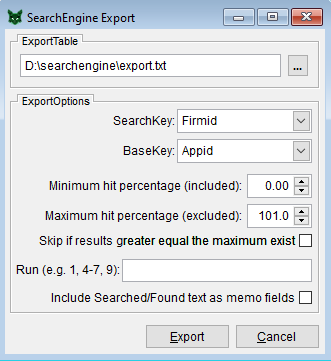 SearchEngine Export
ExportTable
D:\searchengine\export.txt
...
ExportOptions
SearchKey: Firmid
BaseKey: Appid
Minimum hit percentage (included): 0.00
Maximum hit percentage (excluded): 101.0
Skip if results greater equal the maximum exist
Run (e.g. 1, 4-7, 9):
Include Searched/Found text as memo fields
Export Cancel